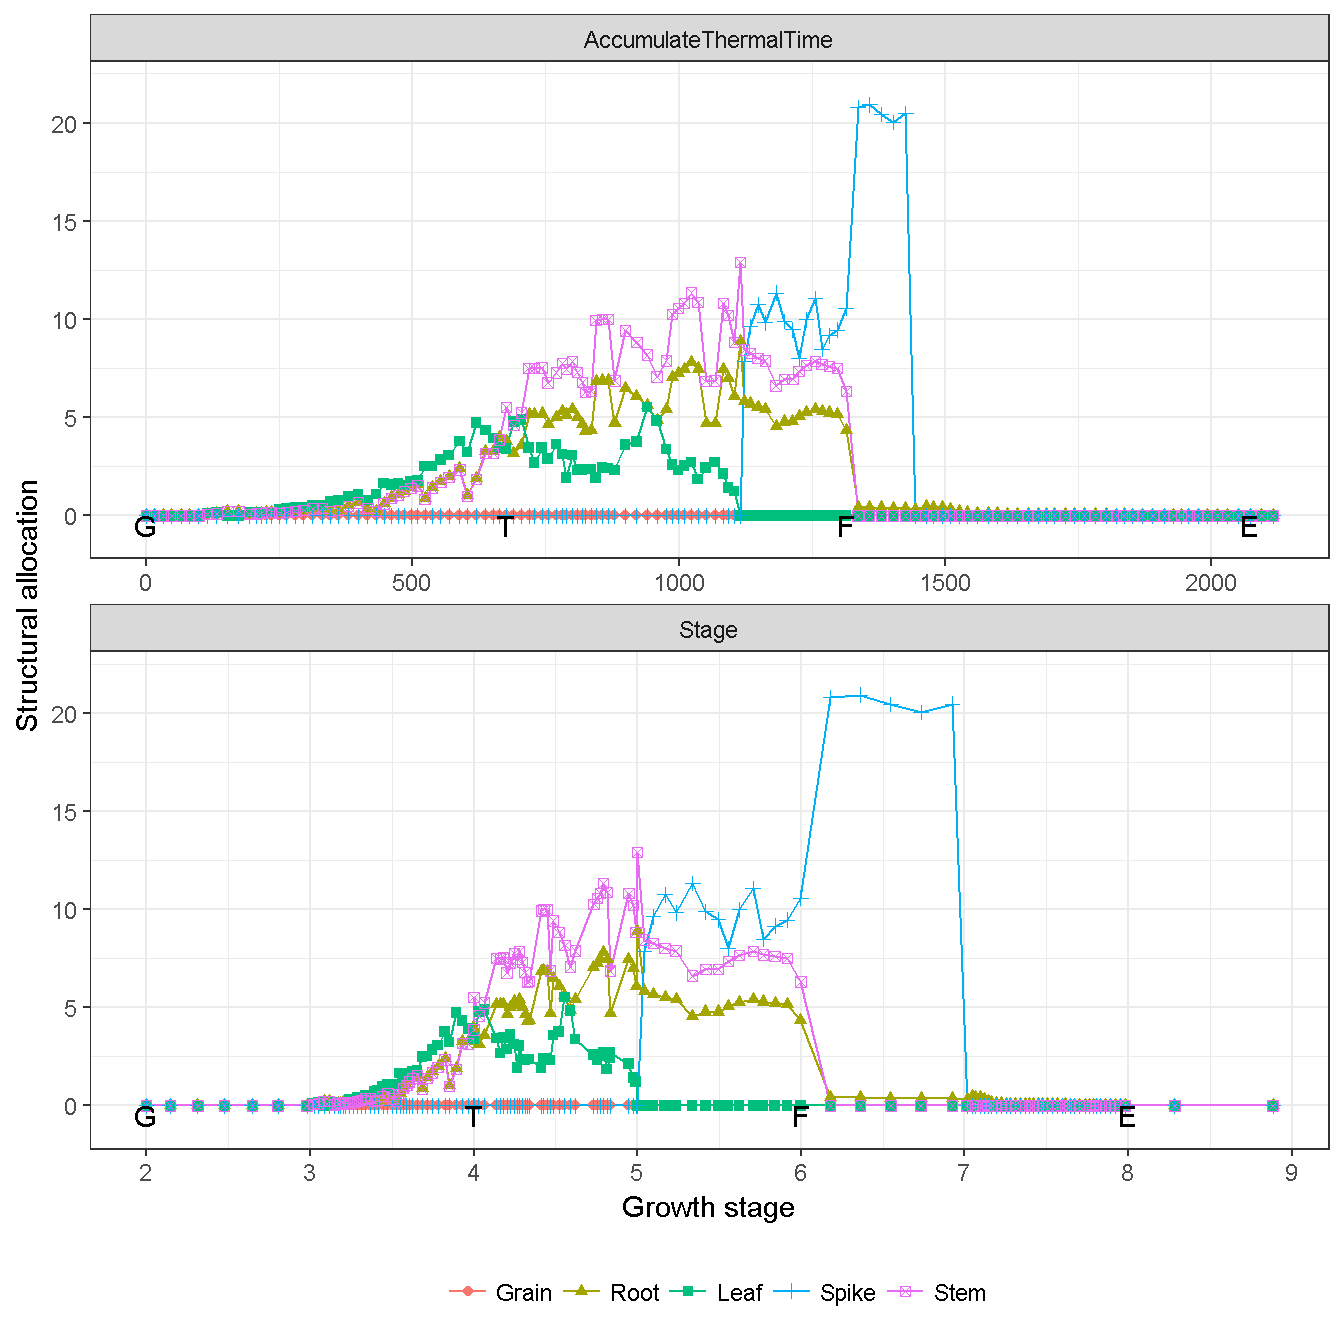 AccumulateThermalTime
20
15
10
5
0
G T F E
0 500 1000 1500 2000
Structural allocation
Stage
20
15
10
5
0
G T F E
2 3 4 5 6 7 8 9
Growth stage
Grain Root Leaf Spike Stem